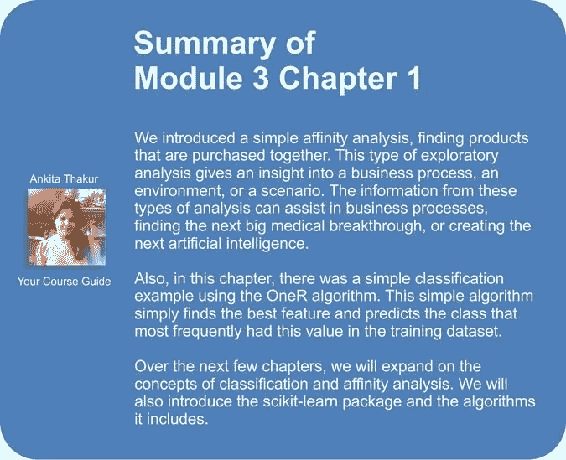 Summary of
Module 3 Chapter 1
We introduced a simple affinity analysis, finding products
that are purchased together. This type of exploratory
analysis gives an insight into a business process, an
environment, or a scenario. The information from these
types of analysis can assist in business processes,
finding the next big medical breakthrough, or creating the
next artificial intelligence.
Ankita Thakur
Your Course Guide
Also, in this chapter, there was a simple classification
example using the OneR algorithm. This simple algorithm
simply finds the best feature and predicts the class that
most frequently had this value in the training dataset.
Over the next few chapters, we will expand on the
concepts of classification and affinity analysis. We will
also introduce the scikit-learn package and the algorithms
it includes.